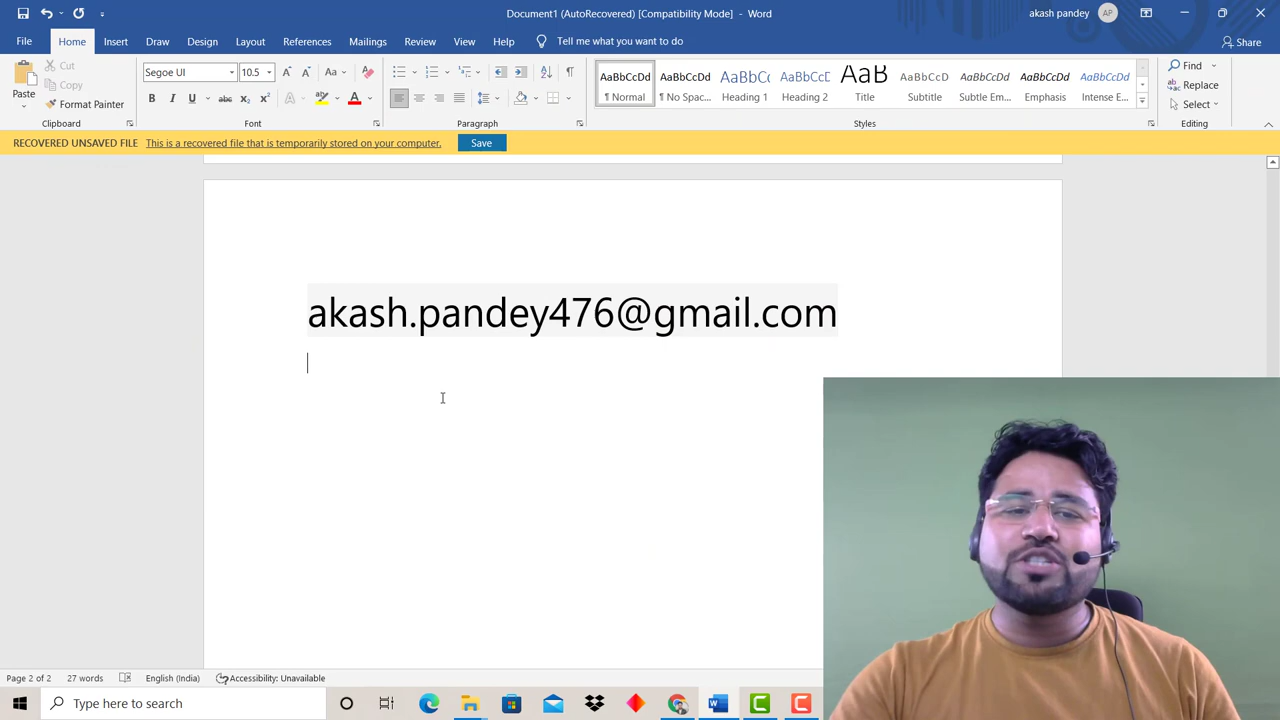 Document1 (AutoRecovered) [Compatibility Mode] - Word
akash pandey AP
File Home Insert Draw Design Layout References Mailings Review View Help Tell me what you want to do Share
Paste
Cut
Copy
Format Painter
Clipboard
Segoe UI 10.5
Font
Paragraph
AaBbCcDd AaBbCcDd AaBbCc AaBbCcE AaB AaBbCcD AaBbCcDd AaBbCcDd AaBbCcDd
¶ Normal ¶ No Spac... Heading 1 Heading 2 Title Subtitle Subtle Em... Emphasis Intense E...
Styles
Find
Replace
Select
Editing
RECOVERED UNSAVED FILE This is a recovered file that is temporarily stored on your computer. Save
akash.pandey476@gmail.com
Page 2 of 2 27 words English (India) Accessibility: Unavailable
Type here to search